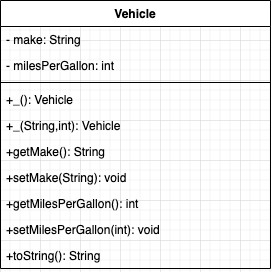 Vehicle
- make: String
- milesPerGallon: int
+_(): Vehicle
+_(String,int): Vehicle
+getMake(): String
+setMake(String): void
+getMilesPerGallon(): int
+setMilesPerGallon(int): void
+toString(): String